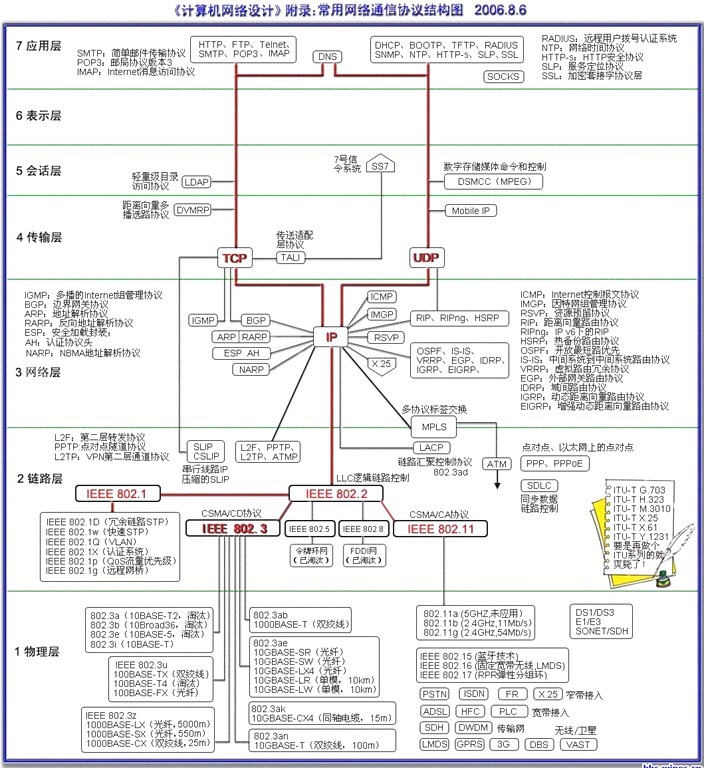 《计算机网络设计》附录:常用网络通信协议结构图 2006.8.6
7 应用层
SMTP：简单邮件传输协议
POP3：邮局协议版本3
IMAP：Internet消息访问协议
HTTP、FTP、Telnet、
SMTP、POP3、IMAP
DNS
DHCP、BOOTP、TFTP、RADIUS
SNMP、NTP、HTTP-s、SLP、SSL
SOCKS
RADIUS：远程用户拨号认证系统
NTP：网络时间协议
HTTP-s：HTTP安全协议
SLP：服务定位协议
SSL：加密套接字协议层
6 表示层
5 会话层
轻量级目录
访问协议
LDAP
7号信
令系统
SS7
数字存储媒体命令和控制
DSMCC（MPEG）
距离向量多
播选路协议
DVMRP
Mobile IP
4 传输层
传送适配
层协议
TCP
TALI
UDP
IGMP：多播的Internet组管理协议
BGP：边界网关协议
ARP：地址解析协议
RARP：反向地址解析协议
ESP：安全加载封装；
AH：认证协议头
NARP：NBMA地址解析协议
IGMP
BGP
ARP
RARP
ESP AH
NARP
IP
ICMP
IMGP
RSVP
X.25
RIP、RIPng、HSRP
OSPF、IS-IS、
VRRP、EGP、IDRP、
IGRP、EIGRP、
ICMP：Internet控制报文协议
IMGP：因特网组管理协议
RSVP：资源预留协议
RIP：距离向量路由协议
RIPng：IP v6下的RIP
HSRP：热备份路由协议
OSPF：开放最短路优先
IS-IS：中间系统到中间系统路由协议
VRRP：虚拟路由冗余协议
EGP：外部网关路由协议
IDRP：域间路由协议
IGRP：动态距离向量路由协议
EIGRP：增强动态距离向量路由协议
3 网络层
多协议标签交换
MPLS
L2F：第二层转发协议
PPTP:点对点隧道协议
L2TP：VPN第二层通道协议
SLIP
CSLIP
串行线路IP
压缩的SLIP
L2F、PPTP、
L2TP、ATMP
LACP
链路汇聚控制协议
802.3ad
ATM
点对点、以太网上的点对点
PPP、PPPoE
SDLC
同步数据
链路控制
2 链路层
LLC逻辑链路控制
IEEE 802.1
IEEE 802.2
CSMA/CD协议
CSMA/CA协议
IEEE 802.3
IEEE 802.5
IEEE 802.8
IEEE 802.11
令牌环网
（已淘汰）
FDDI网
（已淘汰）
IEEE 802.1D（冗余链路STP）
IEEE 802.1w（快速STP）
IEEE 802.1Q（VLAN）
IEEE 802.1X（认证系统）
IEEE 802.1p（QoS流量优先级）
IEEE 802.1g（远程网桥）
ITU-T G.703
ITU-T H.323
ITU-T M.3010
ITU-T X.25
ITU-T X.61
ITU-T Y.1231
要是再做个
ITU系列的就
爽毙了！
1 物理层
802.3a（10BASE-T2，淘汰）
802.3b（10Broad36，淘汰）
802.3e（10BASE-5，淘汰）
802.3i（10BASE-T）
IEEE 802.3u
100BASE-TX（双绞线）
100BASE-T4（淘汰）
100BASE-FX（光纤）
IEEE 802.3z
1000BASE-LX（光纤,5000m）
1000BASE-SX（光纤,550m）
1000BASE-CX（双绞线,25m）
802.3ab
1000BASE-T（双绞线）
802.3ae
10GBASE-SR（光纤）
10GBASE-SW（光纤）
10GBASE-LX4（光纤）
10GBASE-LR（单模，10km）
10GBASE-LW（单模，10km）
802.3ak
10GBASE-CX4（同轴电缆，15m）
802.3an
10GBASE-T（双绞线，100m）
802.11a (5GHZ,未应用)
802.11b (2.4GHZ,11Mb/s)
802.11g (2.4GHZ,54Mb/s)
DS1/DS3
E1/E3
SONET/SDH
IEEE 802.15 (蓝牙技术)
IEEE 802.16 (固定宽带无线,LMDS)
IEEE 802.17 (RPR弹性分组环)
PSTN
ISDN
FR
X.25
窄带接入
ADSL
HFC
PLC
宽带接入
SDH
DWDM
传输网
无线/卫星
LMDS
GPRS
3G
DBS
VAST